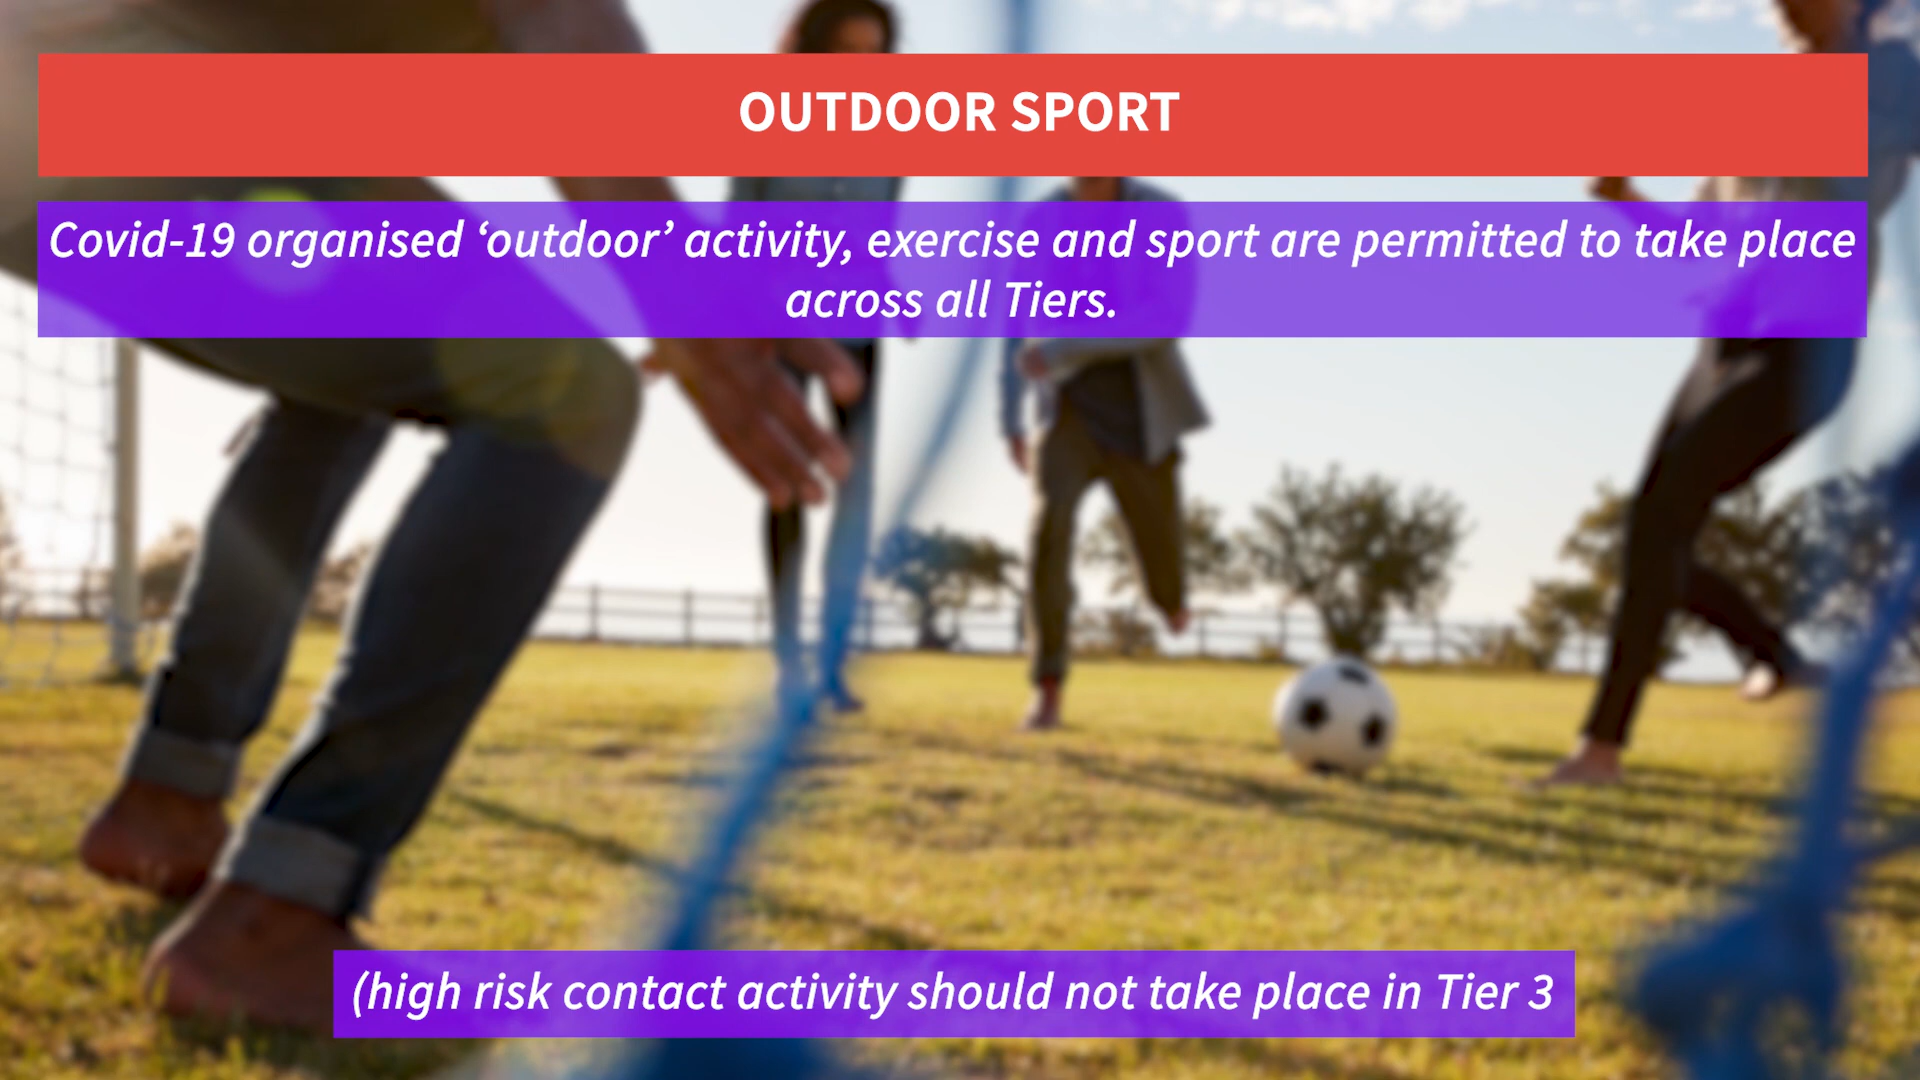 OUTDOOR SPORT
Covid-19 organised ‘outdoor’ activity, exercise and sport are permitted to take place
across all Tiers.
(high risk contact activity should not take place in Tier 3